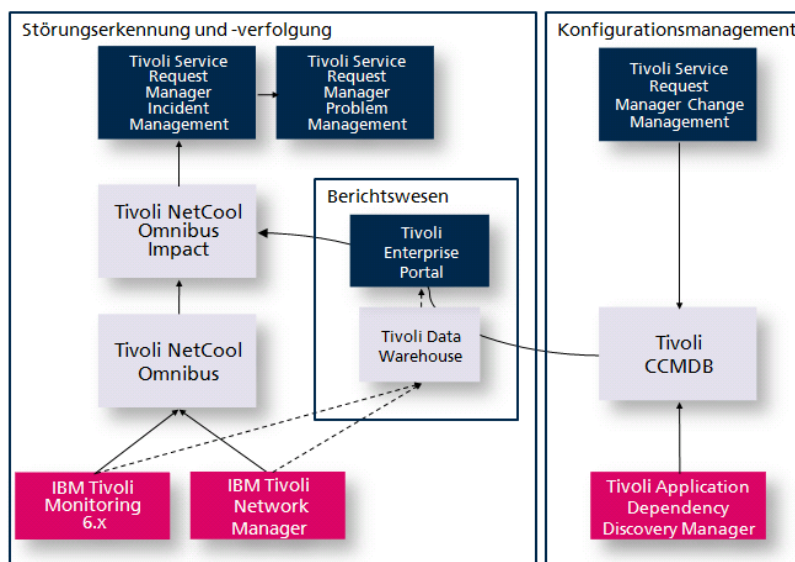 Störungserkennung und -verfolgung
Tivoli Service
Request
Manager
Incident
Management
Tivoli Service
Request
Manager
Problem
Management
Tivoli NetCool
Omnibus
Impact
Berichtswesen
Tivoli
Enterprise
Portal
Tivoli Data
Warehouse
Tivoli NetCool
Omnibus
IBM Tivoli
Monitoring
6.x
IBM Tivoli
Network
Manager
Konfigurationsmanagement
Tivoli Service
Request
Manager Change
Management
Tivoli
CCMDB
Tivoli Application
Dependency
Discovery Manager